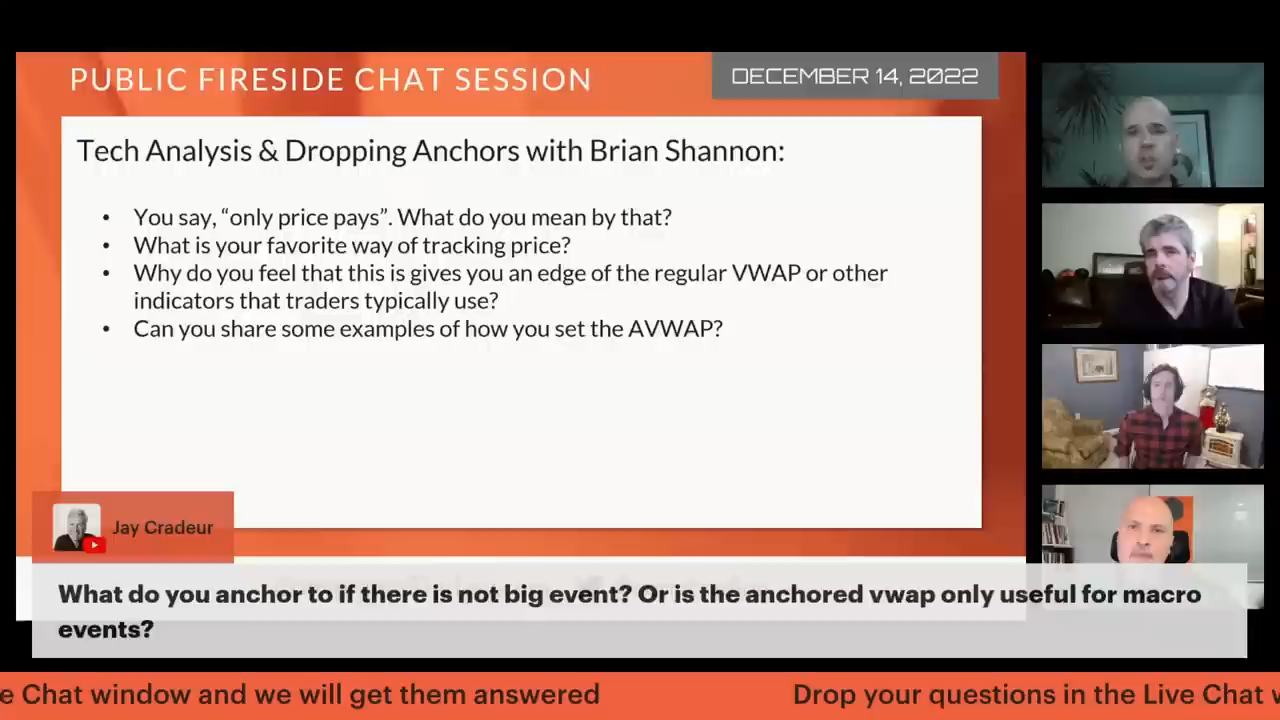 PUBLIC FIRESIDE CHAT SESSION
DECEMBER 14, 2022
Tech Analysis & Dropping Anchors with Brian Shannon:
• You say, “only price pays”. What do you mean by that?
• What is your favorite way of tracking price?
• Why do you feel that this is gives you an edge of the regular VWAP or other
indicators that traders typically use?
• Can you share some examples of how you set the AVWAP?
Jay Cradeur
What do you anchor to if there is not big event? Or is the anchored vwap only useful for macro
events?
e Chat window and we will get them answered
Drop your questions in the Live Chat